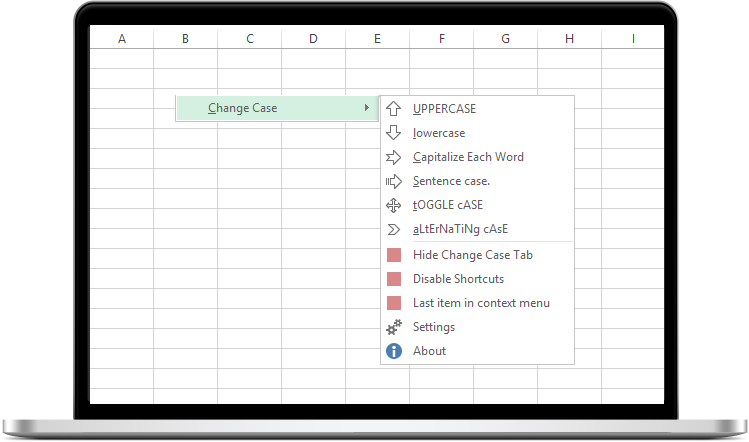 A B C D E F G H I
Change Case
UPPERCASE
lowercase
Capitalize Each Word
Sentence case.
tOGGLE cASE
aLtErNaTiNg cAsE
Hide Change Case Tab
Disable Shortcuts
Last item in context menu
Settings
About